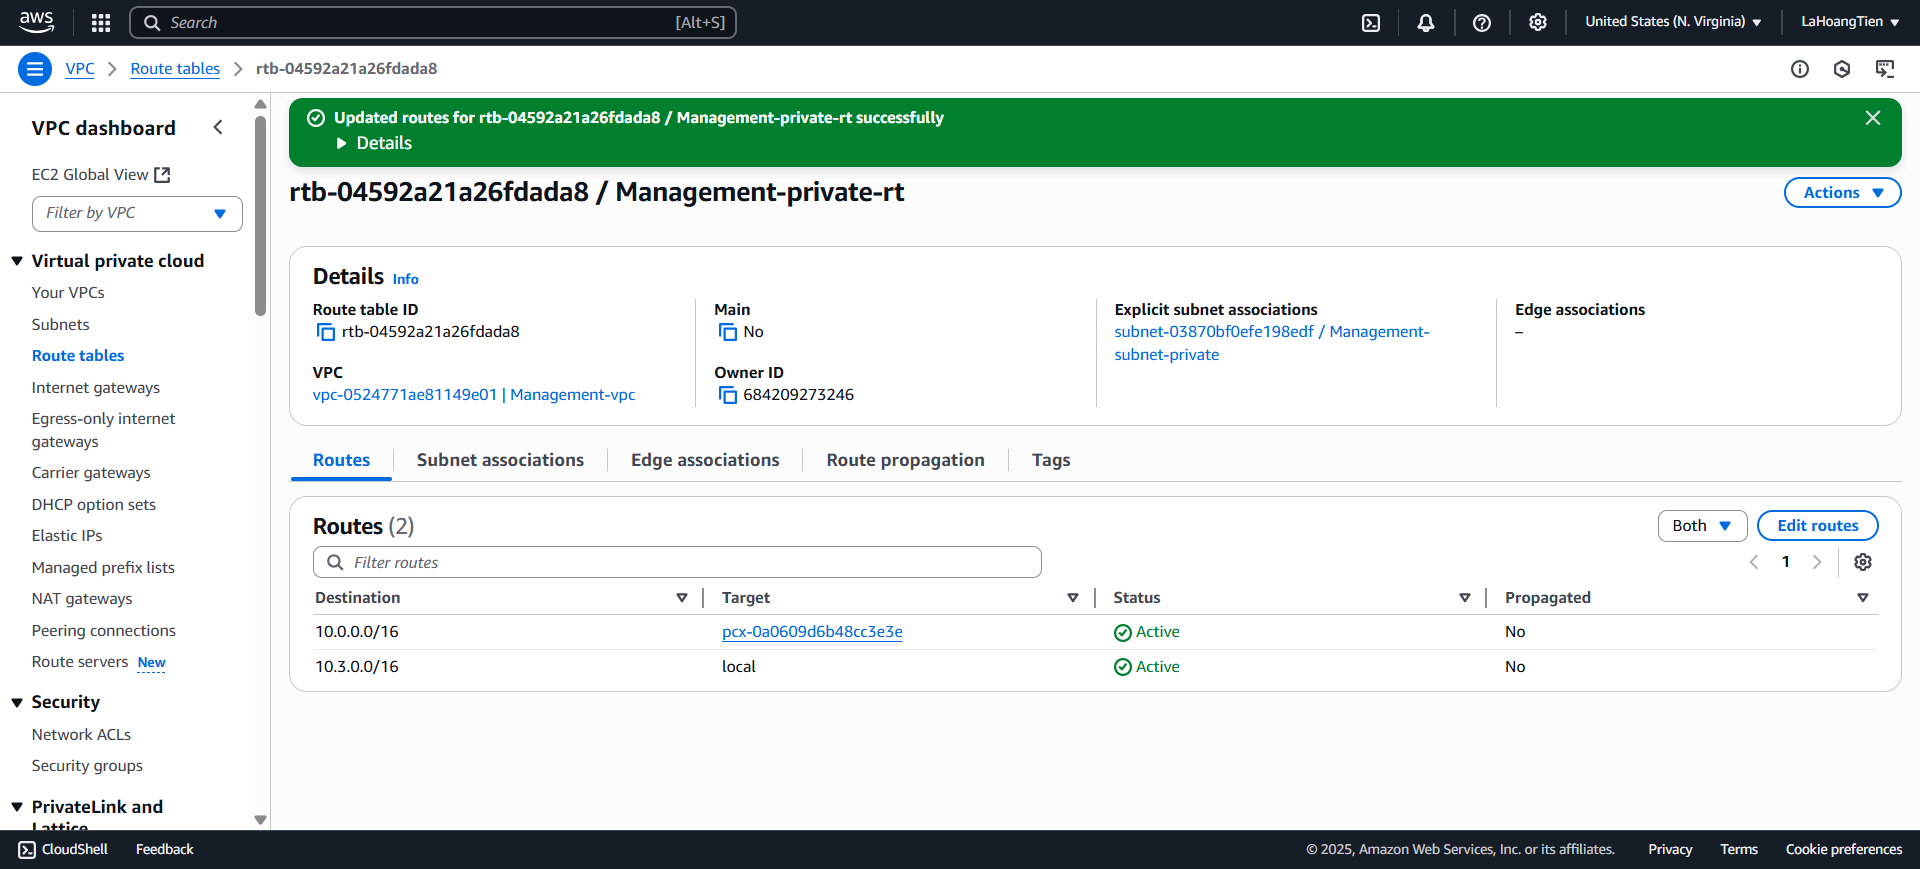 aws
Search
[Alt+S]
United States (N. Virginia)
LaHoangTien
VPC
Route tables
rtb-04592a21a26fdada8
VPC dashboard
EC2 Global View
Filter by VPC
Virtual private cloud
Your VPCs
Subnets
Route tables
Internet gateways
Egress-only internet
gateways
Carrier gateways
DHCP option sets
Elastic IPs
Managed prefix lists
NAT gateways
Peering connections
Route servers New
Security
Network ACLs
Security groups
PrivateLink and
Lattice
Updated routes for rtb-04592a21a26fdada8 / Management-private-rt successfully
Details
rtb-04592a21a26fdada8 / Management-private-rt
Actions
Details Info
Route table ID
rtb-04592a21a26fdada8
VPC
vpc-0524771ae81149e01 | Management-vpc
Main
No
Owner ID
684209273246
Explicit subnet associations
subnet-03870bf0efe198edf / Management-
subnet-private
Edge associations
–
Routes
Subnet associations
Edge associations
Route propagation
Tags
Routes (2)
Both
Edit routes
Filter routes
1
Destination Target Status Propagated
10.0.0.0/16 pcx-0a0609d6b48cc3e3e Active No
10.3.0.0/16 local Active No
CloudShell
Feedback
© 2025, Amazon Web Services, Inc. or its affiliates.
Privacy
Terms
Cookie preferences